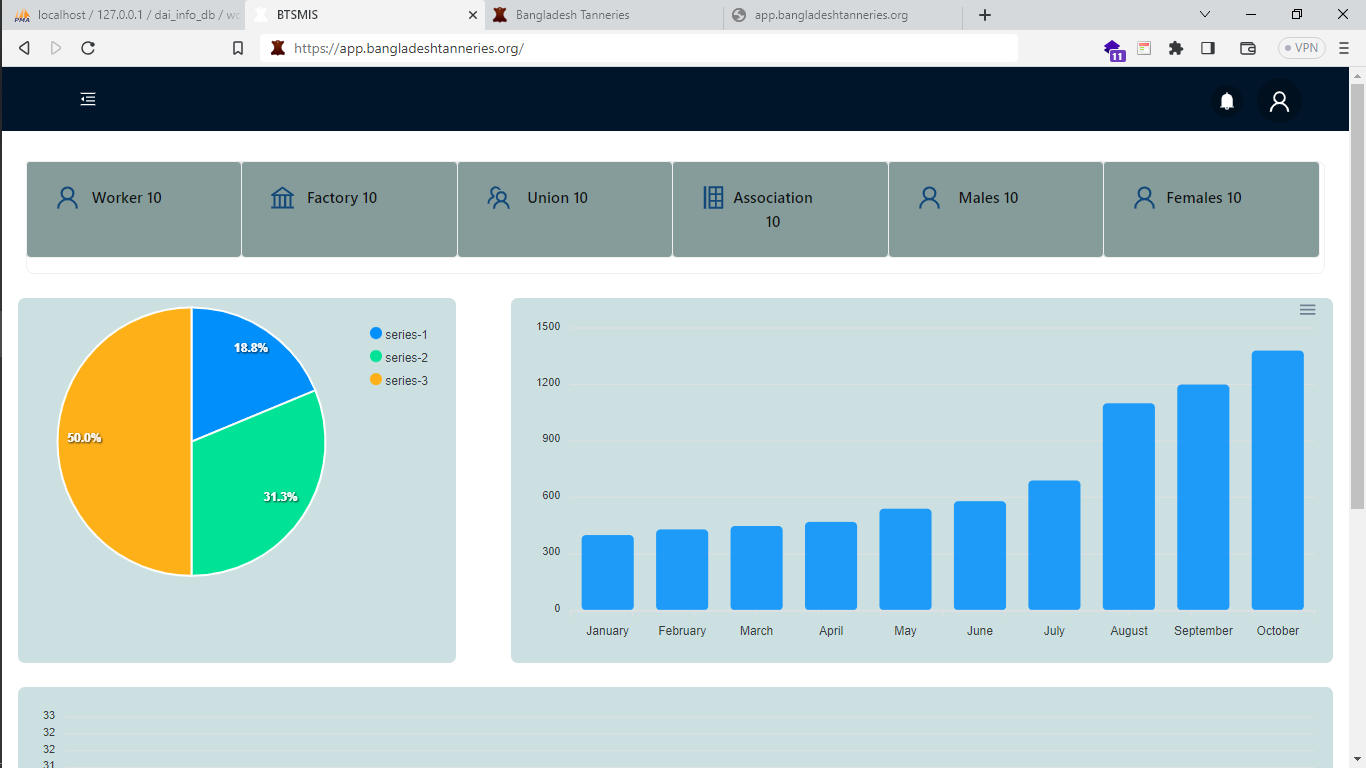 localhost / 127.0.0.1 / dai_info_db / wo
BTSMIS
Bangladesh Tanneries
app.bangladeshtanneries.org
https://app.bangladeshtanneries.org/
11
VPN
Worker 10
Factory 10
Union 10
Association
10
Males 10
Females 10
18.8%
50.0%
31.3%
series-1
series-2
series-3
1500
1200
900
600
300
0
January
February
March
April
May
June
July
August
September
October
33
32
32
31